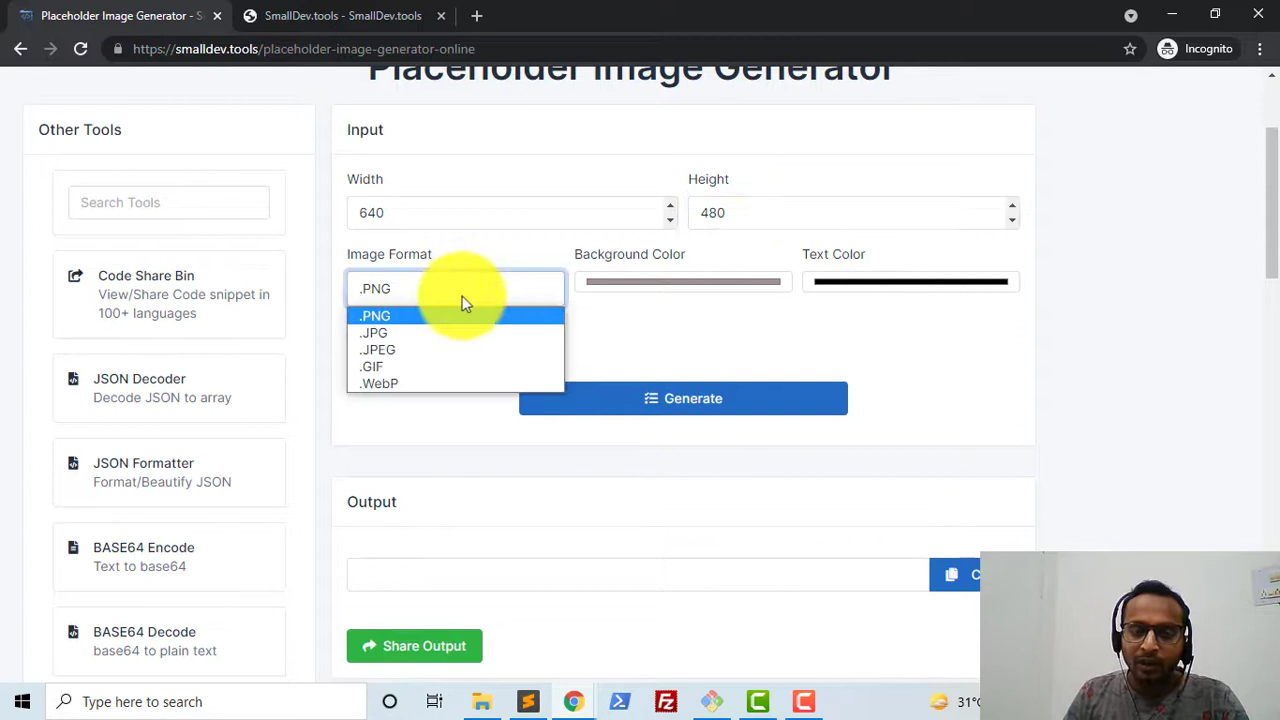 Placeholder Image Generator - S
SmallDev.tools - SmallDev.tools
https://smalldev.tools/placeholder-image-generator-online
Incognito
Placeholder Image Generator
Other Tools
Search Tools
Code Share Bin
View/Share Code snippet in
100+ languages
JSON Decoder
Decode JSON to array
JSON Formatter
Format/Beautify JSON
BASE64 Encode
Text to base64
BASE64 Decode
base64 to plain text
Input
Width
Height
640
480
Image Format
Background Color
Text Color
.PNG
.PNG
.JPG
.JPEG
.GIF
.WebP
Generate
Output
C
Share Output
Type here to search
31°C